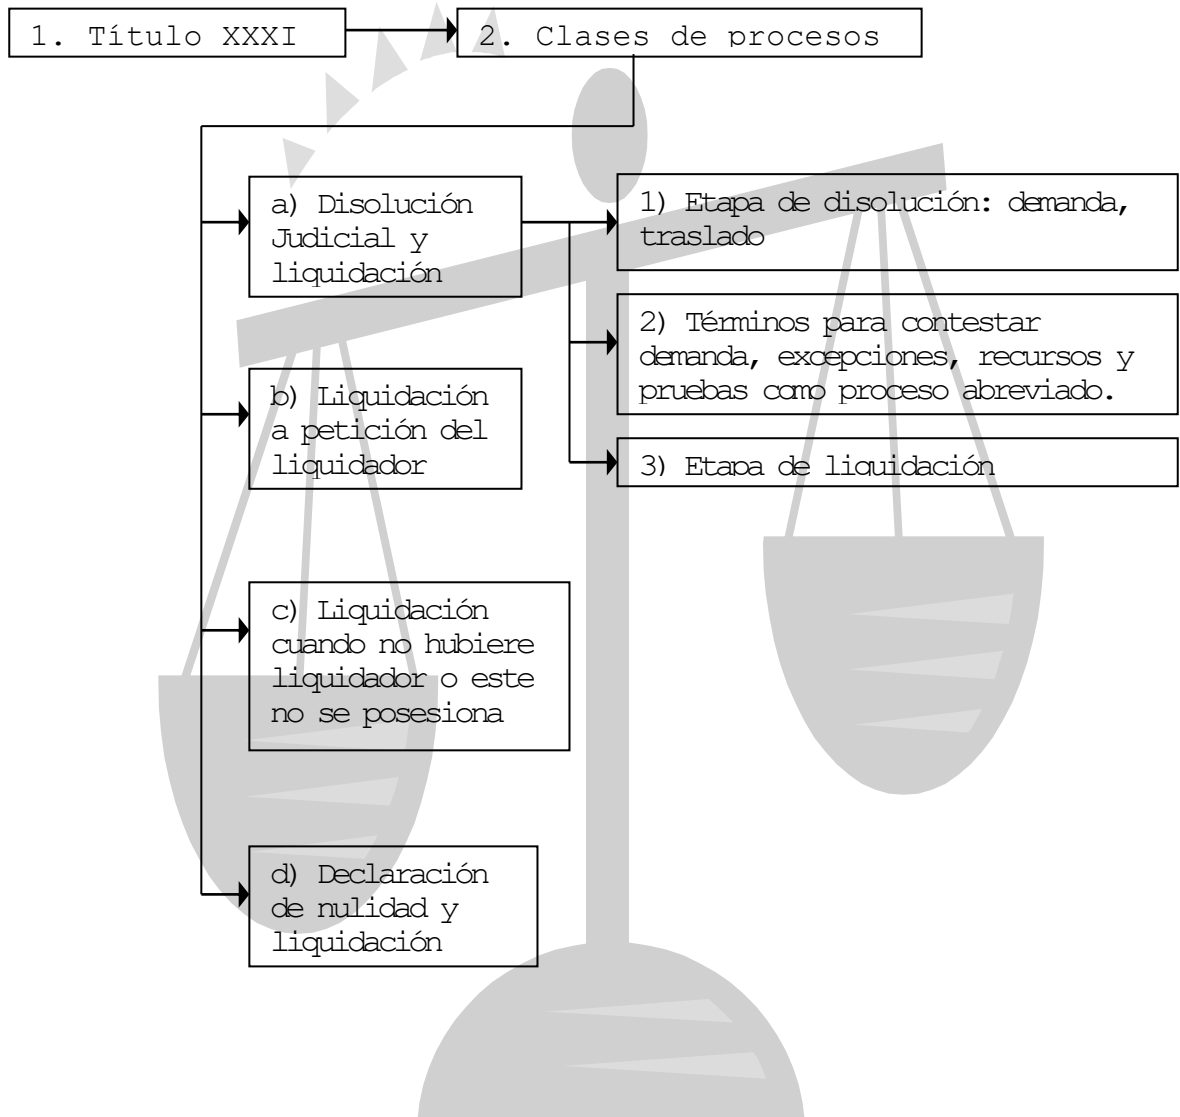 1. Título XXXI
2. Clases de procesos
a) Disolución
Judicial y
liquidación
1) Etapa de disolución: demanda,
traslado
2) Términos para contestar
demanda, excepciones, recursos y
pruebas como proceso abreviado.
3) Etapa de liquidación
b) Liquidación
a petición del
liquidador
c) Liquidación
cuando no hubiere
liquidador o este
no se posesiona
d) Declaración
de nulidad y
liquidación